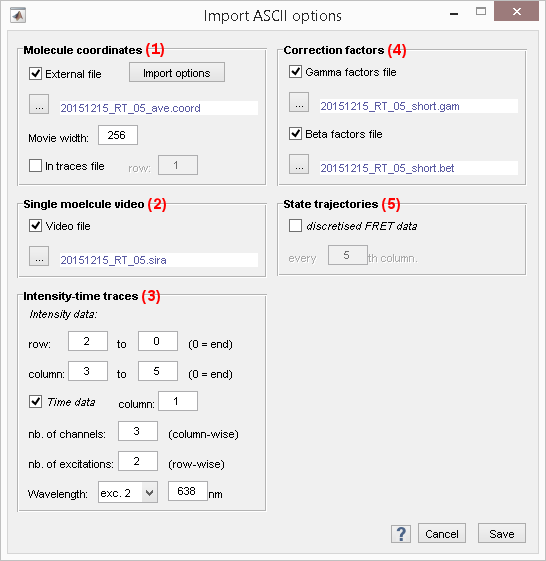 Import ASCII options
Molecule coordinates (1)
External file Import options
... 20151215_RT_05_ave.coord
Movie width: 256
In traces file row: 1
Single moelcule video (2)
Video file
... 20151215_RT_05.sira
Intensity-time traces (3)
Intensity data:
row: 2 to 0 (0 = end)
column: 3 to 5 (0 = end)
Time data column: 1
nb. of channels: 3 (column-wise)
nb. of excitations: 2 (row-wise)
Wavelength: exc. 2 638 nm
Correction factors (4)
Gamma factors file
... 20151215_RT_05_short.gam
Beta factors file
... 20151215_RT_05_short.bet
State trajectories (5)
discretised FRET data
every 5 th column.
? Cancel Save